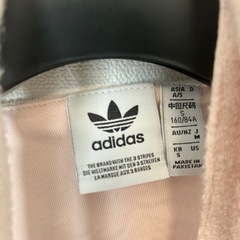 adidas
THE BRAND WITH THE 3 STRIPES
DIE WELTMARKE MIT DEN 3 STREIFEN
LA MARQUE AUX 3 BANDES
ASIA D
A/S
中国尺码
S
160/84A
AU/NZ J
M
KR US
S
MADE IN
PAKISTAN